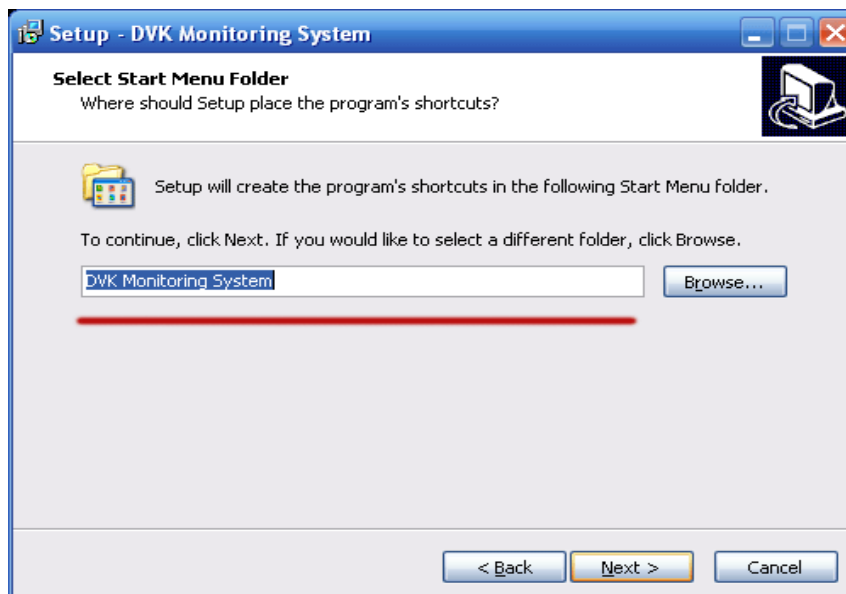 Setup - DVK Monitoring System
Select Start Menu Folder
Where should Setup place the program's shortcuts?
Setup will create the program's shortcuts in the following Start Menu folder.
To continue, click Next. If you would like to select a different folder, click Browse.
DVK Monitoring System
Browse...
< Back
Next >
Cancel